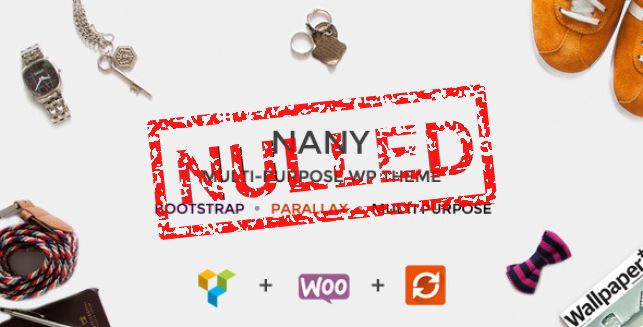 NANY
NULLED
MULTI-PURPOSE WP THEME
BOOTSTRAP • PARALLAX • MULTI PURPOSE
+ WOO +
Wallpaper*